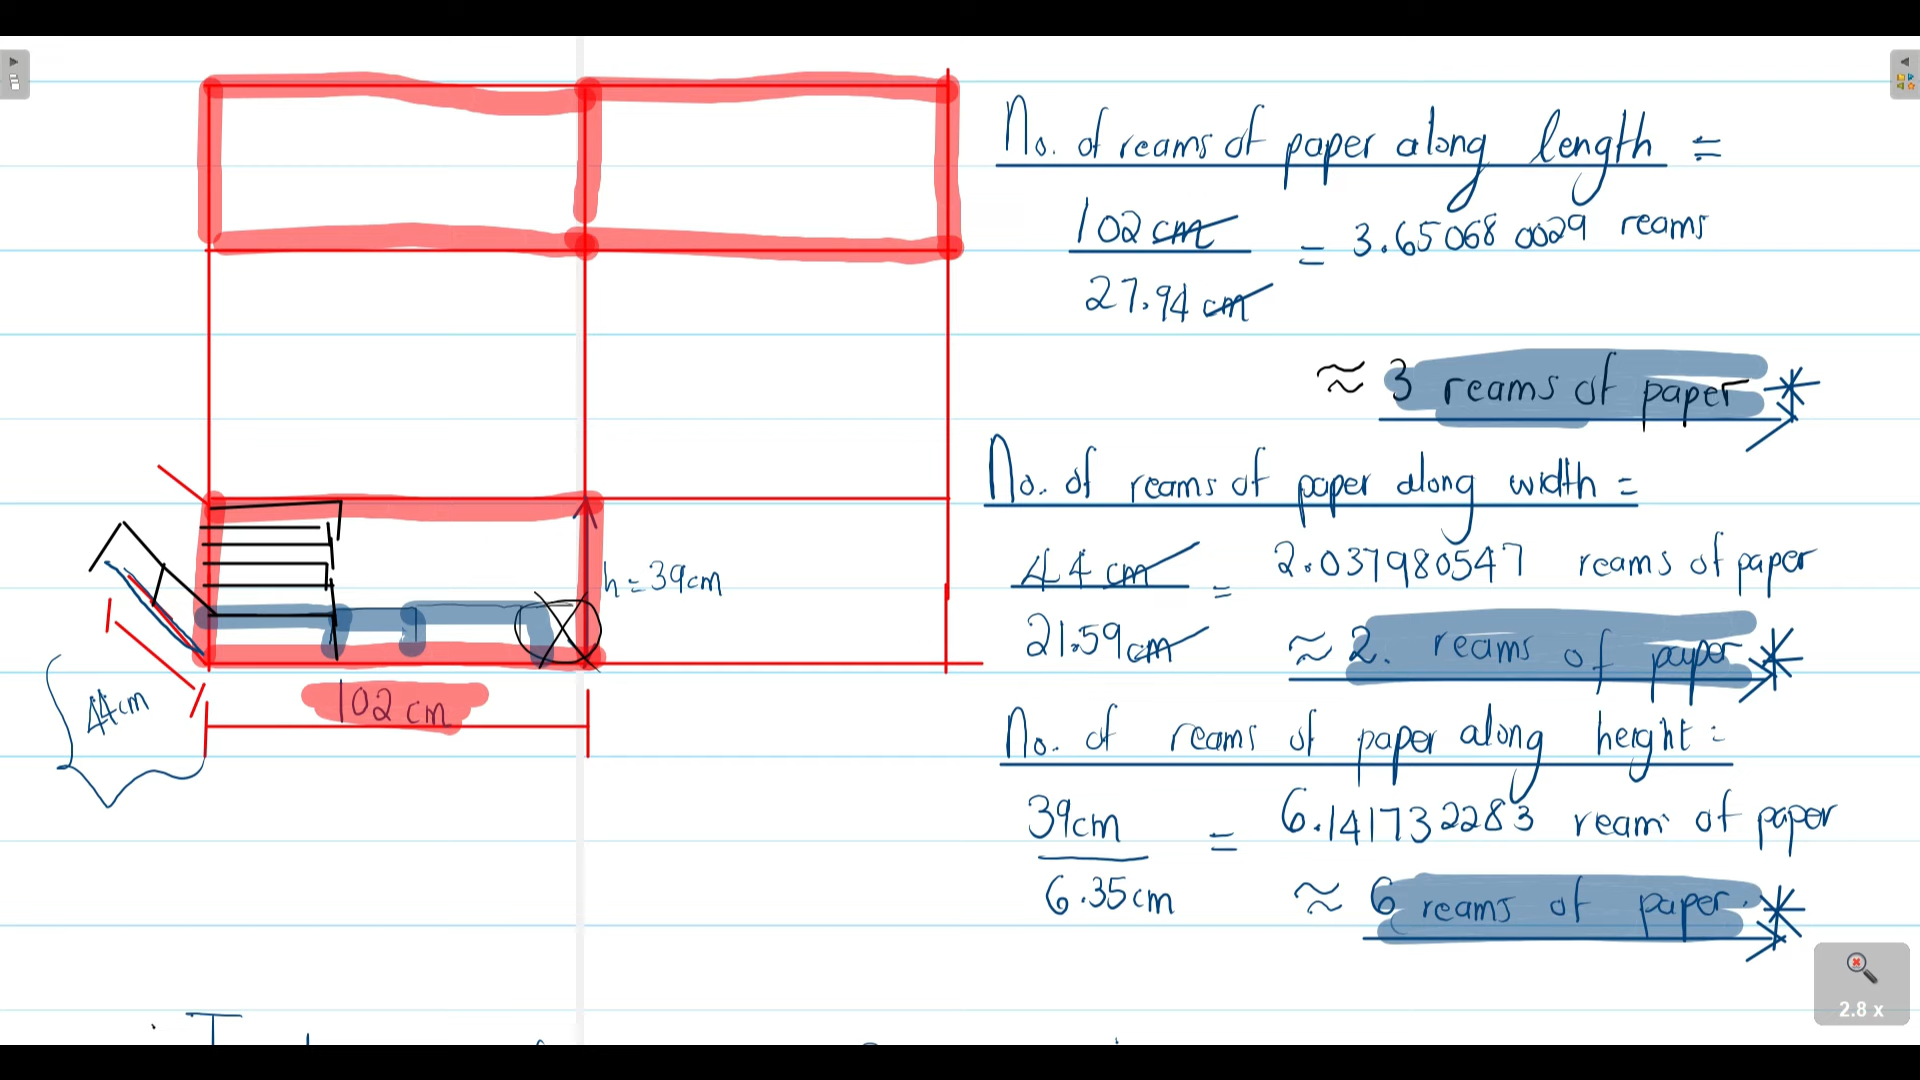 No. of reams of paper along length =
102 cm
27.94 cm
= 3.650680029 reams
≈ 3 reams of paper
No. of reams of paper along width =
44 cm
21.59 cm
= 2.037980547 reams of paper
≈ 2. reams of paper
No. of reams of paper along height =
39cm
6.35cm
= 6.141732283 ream of paper
≈ 6 reams of paper.
h = 39cm
44cm
102 cm
2.8 x